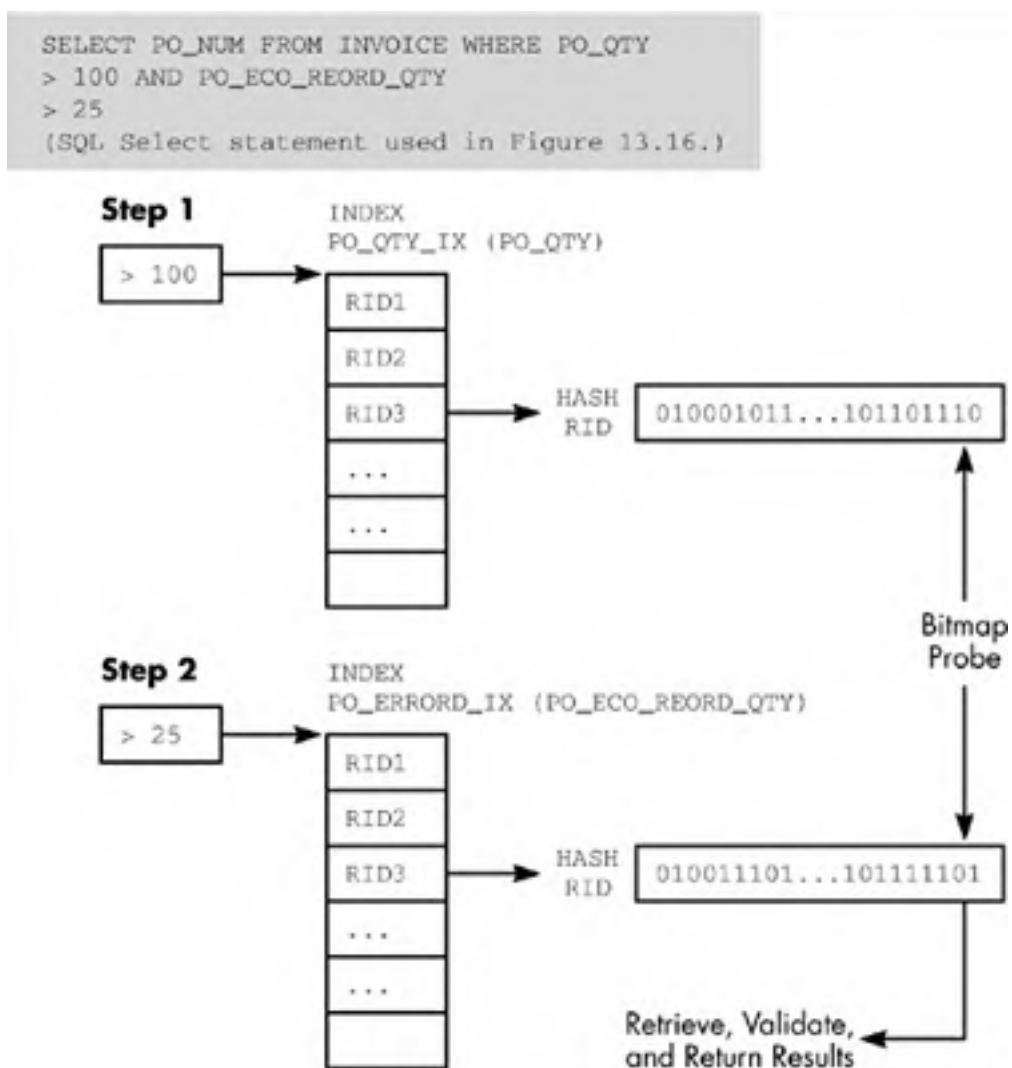 SELECT PO_NUM FROM INVOICE WHERE PO_QTY
> 100 AND PO_ECO_REORD_QTY
> 25
(SQL Select statement used in Figure 13.16.)
Step 1
INDEX
PO_QTY_IX (PO_QTY)
> 100
RID1
RID2
RID3
...
...
HASH
RID
010001011...101101110
Bitmap
Probe
Step 2
INDEX
PO_ERRORD_IX (PO_ECO_REORD_QTY)
> 25
RID1
RID2
RID3
...
...
HASH
RID
010011101...101111101
Retrieve, Validate,
and Return Results